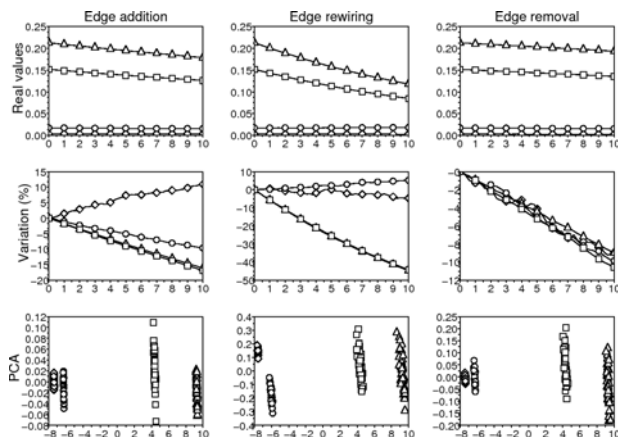 Edge addition Edge rewiring Edge removal
Real values
0.25 0.20 0.15 0.10 0.05 0.00
0 1 2 3 4 5 6 7 8 9 10
0.25 0.20 0.15 0.10 0.05 0.00
0 1 2 3 4 5 6 7 8 9 10
0.25 0.20 0.15 0.10 0.05 0.00
0 1 2 3 4 5 6 7 8 9 10
Variation (%)
15 10 5 0 −5 −10 −15 −20
0 1 2 3 4 5 6 7 8 9 10
10 0 −10 −20 −30 −40 −50
0 1 2 3 4 5 6 7 8 9 10
−0 −2 −4 −6 −8 −10 −12
0 1 2 3 4 5 6 7 8 9 10
PCA
0.12 0.10 0.08 0.06 0.04 0.02 0.00 −0.02 −0.04 −0.06 −0.08
−8 −6 −4 −2 0 2 4 6 8 10
0.4 0.3 0.2 0.1 −0.0 −0.1 −0.2 −0.3 −0.4
−8 −6 −4 −2 0 2 4 6 8 10
0.25 0.20 0.15 0.10 0.05 0.00 −0.05 −0.10 −0.15 −0.20
−8 −6 −4 −2 0 2 4 6 8 10